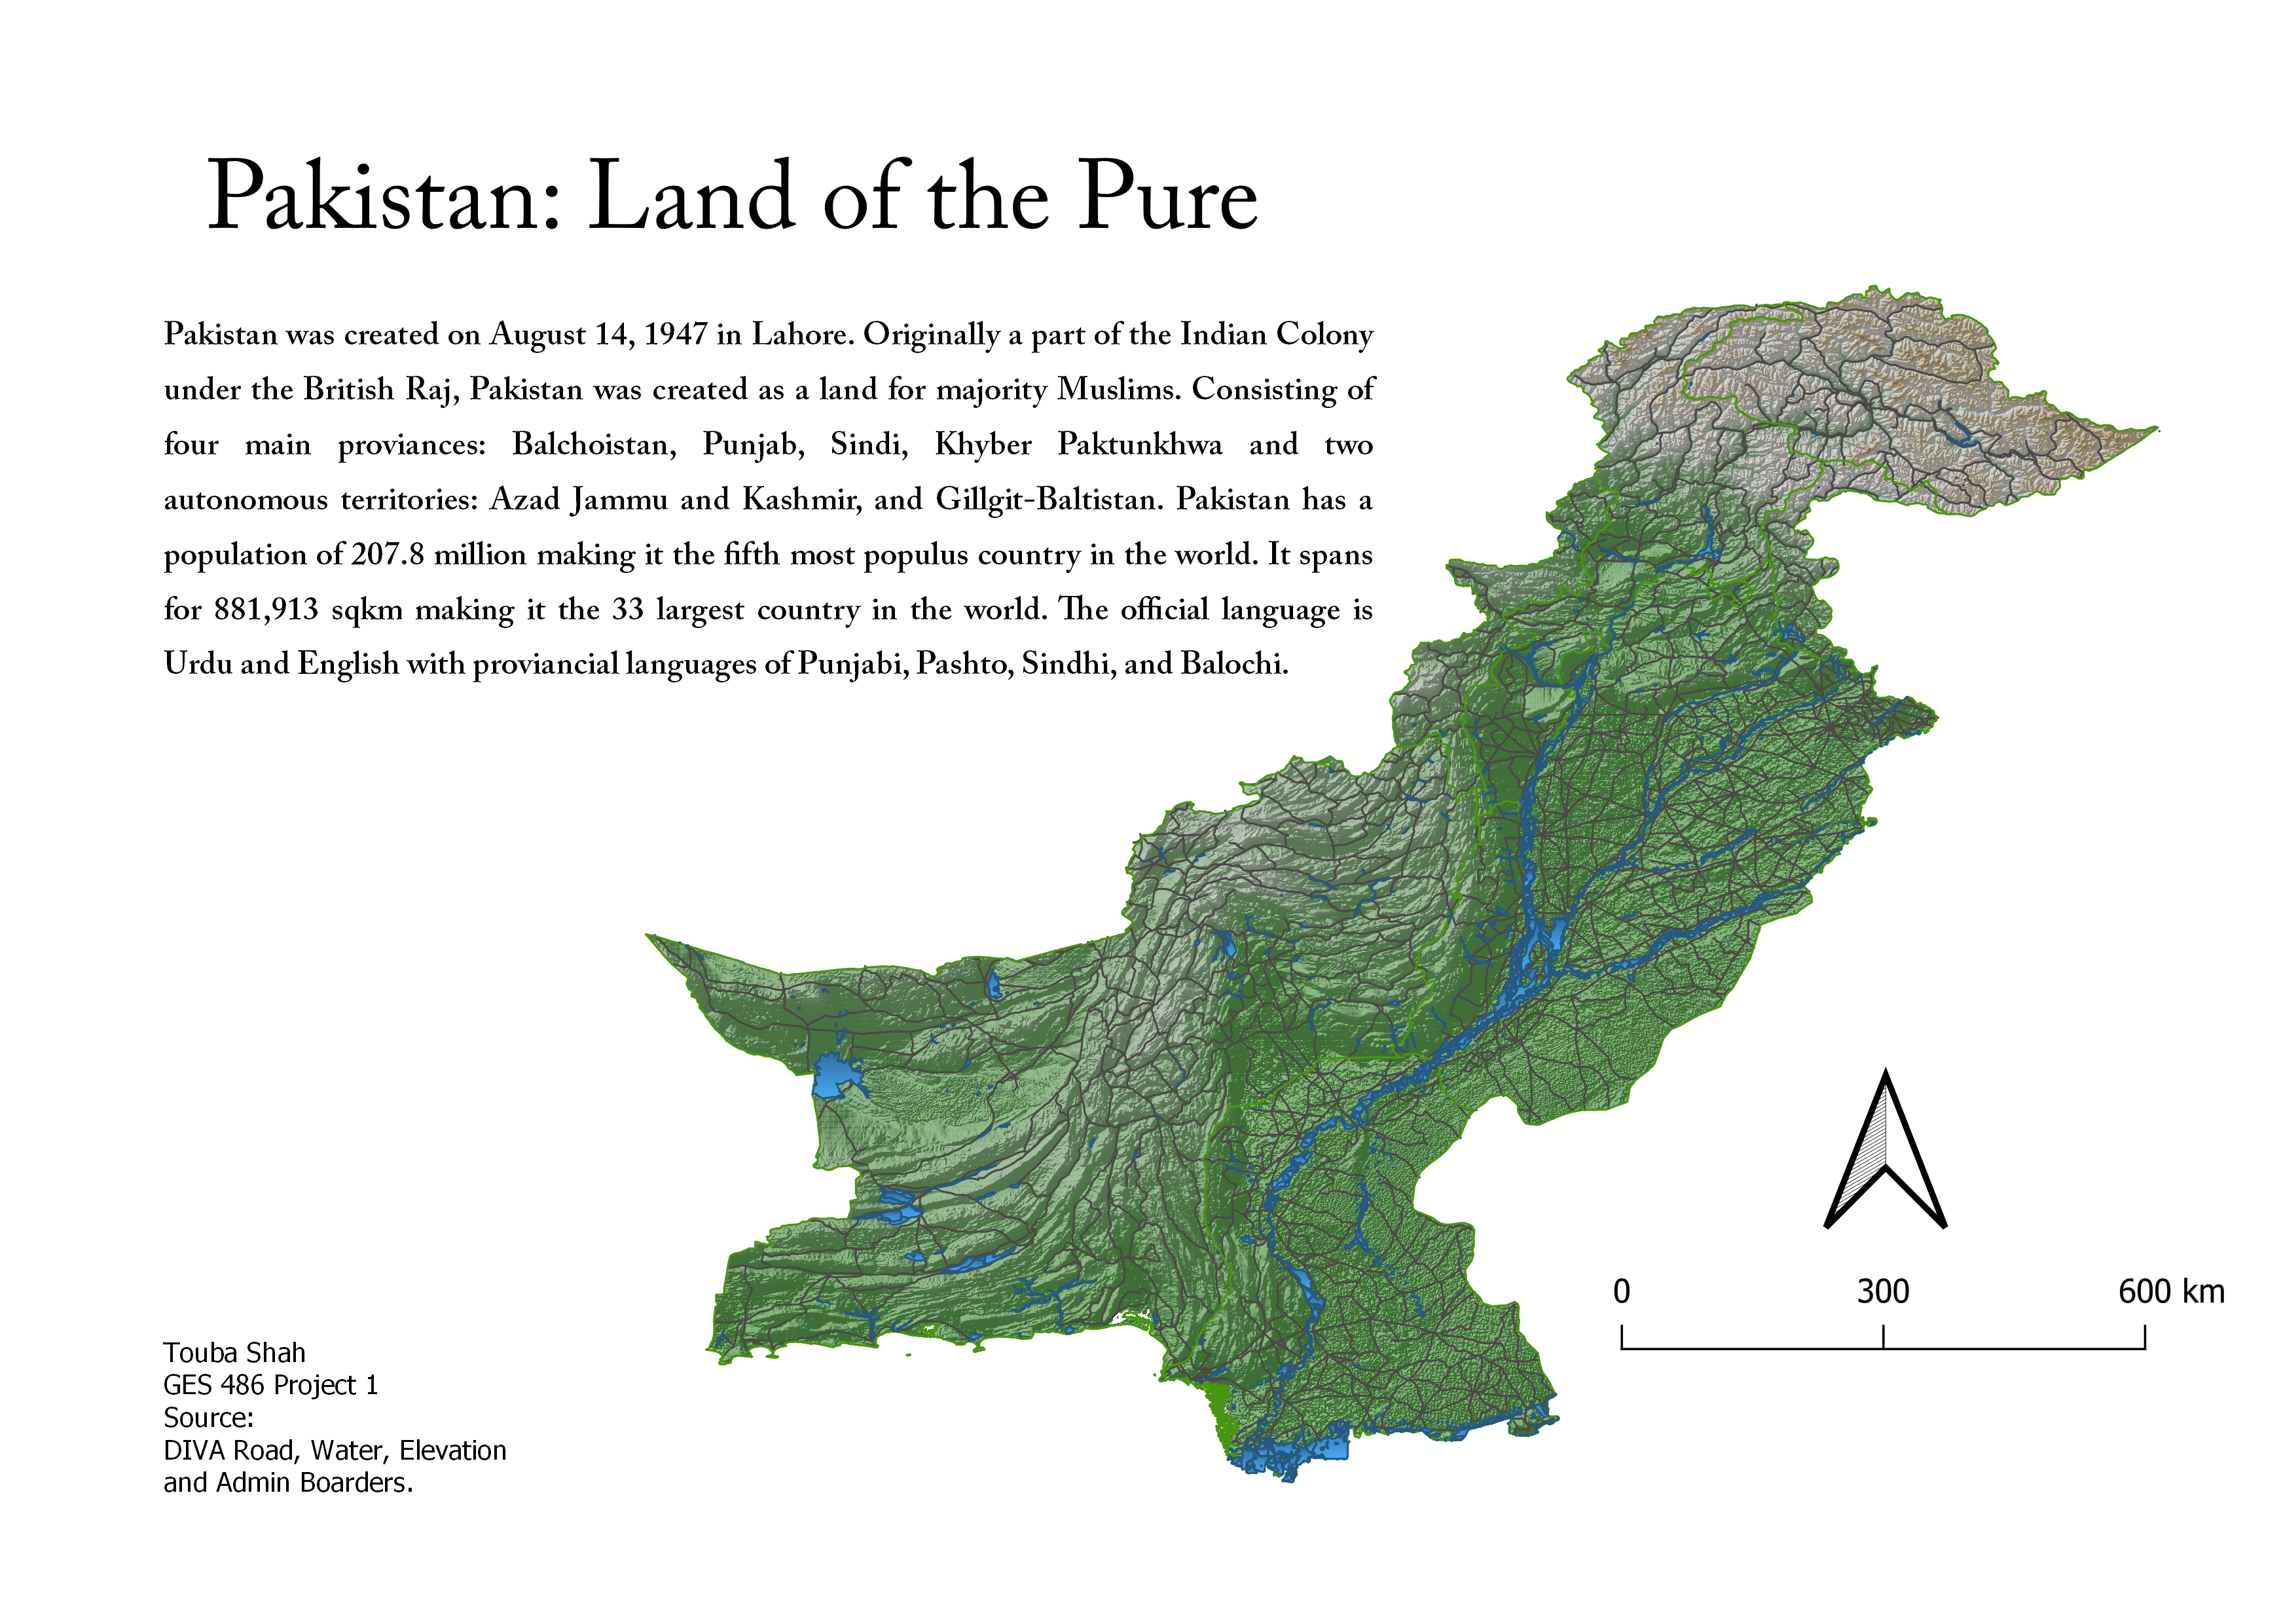 Pakistan: Land of the Pure
Pakistan was created on August 14, 1947 in Lahore. Originally a part of the Indian Colony
under the British Raj, Pakistan was created as a land for majority Muslims. Consisting of
four main proviances: Balchoistan, Punjab, Sindi, Khyber Paktunkhwa and two
autonomous territories: Azad Jammu and Kashmir, and Gillgit-Baltistan. Pakistan has a
population of 207.8 million making it the fifth most populus country in the world. It spans
for 881,913 sqkm making it the 33 largest country in the world. The official language is
Urdu and English with proviancial languages of Punjabi, Pashto, Sindhi, and Balochi.
0 300 600 km
Touba Shah
GES 486 Project 1
Source:
DIVA Road, Water, Elevation
and Admin Boarders.